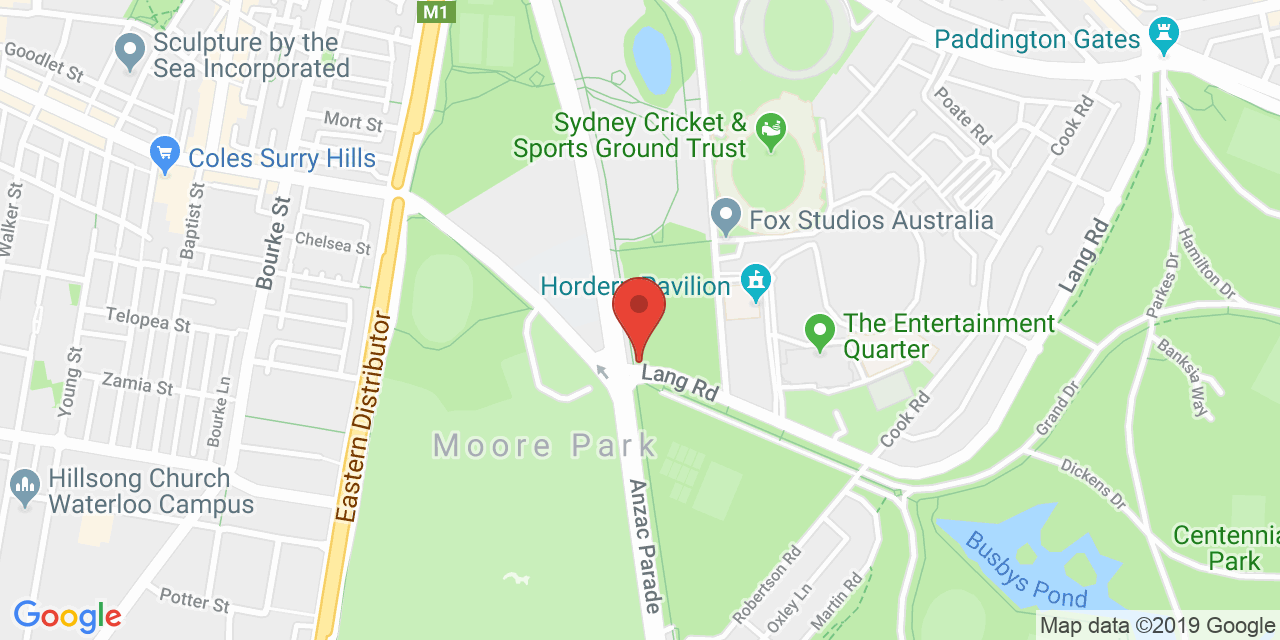 M1
Sculpture by the
Sea Incorporated
Goodlet St
Paddington Gates
Mort St
Poate Rd
Cook Rd
Sydney Cricket &
Sports Ground Trust
Coles Surry Hills
Walker St
Baptist St
Bourke St
Chelsea St
Fox Studios Australia
Lang Rd
Hamilton Dr
Parkes Dr
Hordern Pavilion
Telopea St
The Entertainment
Quarter
Eastern Distributor
Young St
Zamia St
Bourke Ln
Lang Rd
Banksia Way
Grand Dr
Cook Rd
Moore Park
Dickens Dr
Hillsong Church
Waterloo Campus
Anzac Parade
Centennia
Park
Busbys Pond
Robertson Rd
Oxley Ln
Martin Rd
Potter St
Google
Map data ©2019 Google